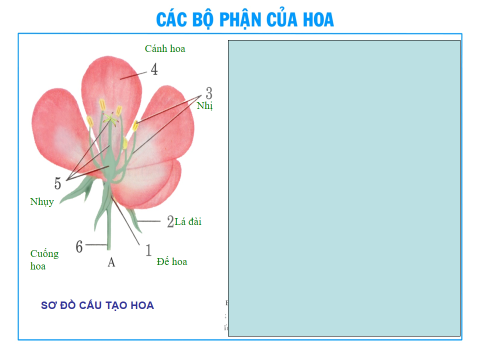 CÁC BỘ PHẬN CỦA HOA
Cánh hoa
4
3
Nhị
5
Nhụy
2 Lá đài
Cuống
hoa
6
1
A
Đế hoa
SƠ ĐỒ CẤU TẠO HOA